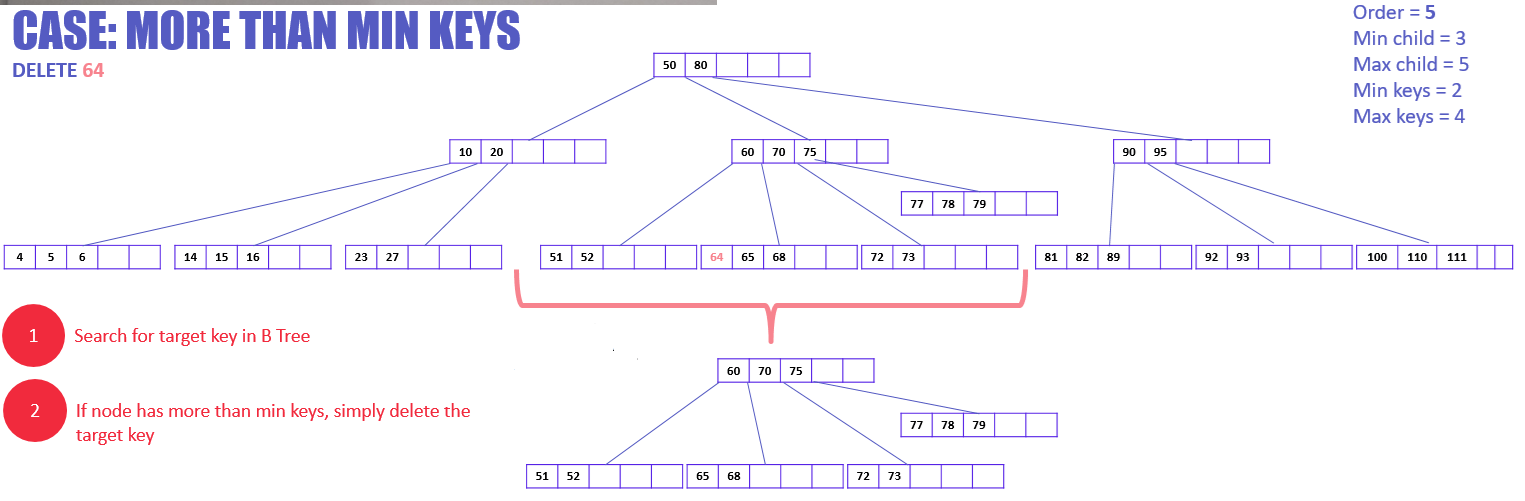 CASE: MORE THAN MIN KEYS
DELETE 64
Order = 5
Min child = 3
Max child = 5
Min keys = 2
Max keys = 4
50 80
10 20
60 70 75
90 95
77 78 79
4 5 6
14 15 16
23 27
51 52
64 65 68
72 73
81 82 89
92 93
100 110 111
1 Search for target key in B Tree
2 If node has more than min keys, simply delete the
target key
60 70 75
77 78 79
51 52
65 68
72 73